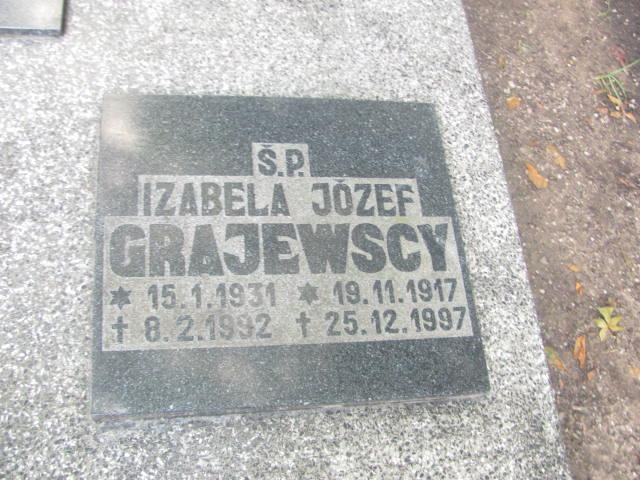 Ś.P.
IZABELA JÓZEF
GRAJEWSCY
✶ 15.1.1931 ✶ 19.11.1917
† 8.2.1992 † 25.12.1997